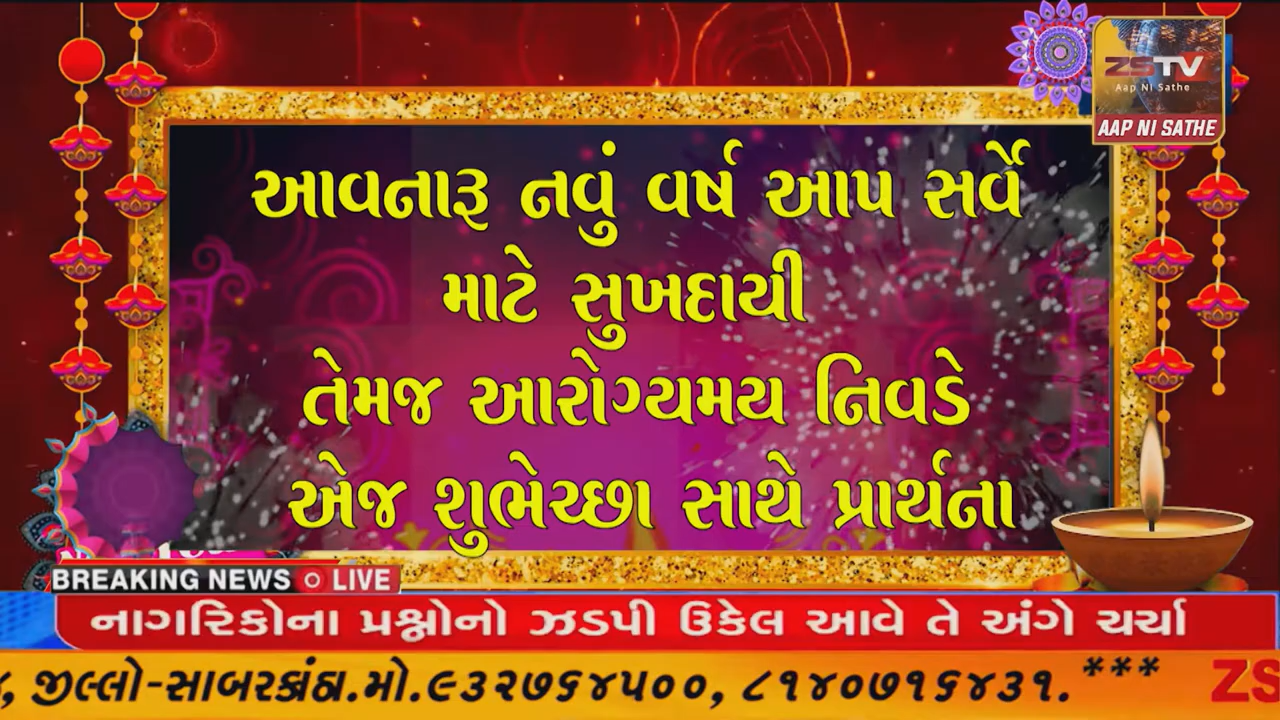 ZSTV
Aap Ni Sathe
AAP NI SATHE
આવનારૂ નવું વર્ષ આપ સર્વે
માટે સુખદાયી
તેમજ આરોગ્યમય નિવડે
એજ શુભેચ્છા સાથે પ્રાર્થના
BREAKING NEWS LIVE
નાગરિકોના પ્રશ્નોનો ઝડપી ઉકેલ આવે તે અંગે ચર્ચા
, જીલ્લો-સાબરકાંઠા.મો.૯૩૨૭૬૪૫૦૦, ૮૧૪૦૭૧૬૪૩૧. *** ZS